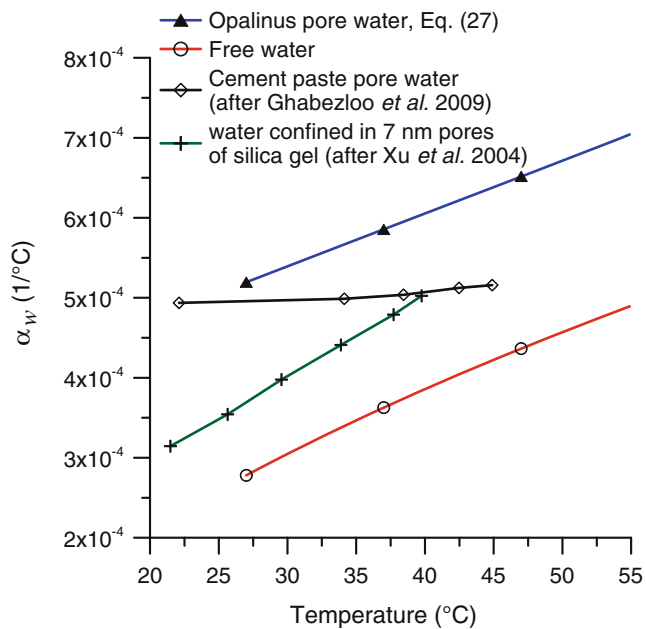 Opalinus pore water, Eq. (27)
Free water
Cement paste pore water
(after Ghabezloo et al. 2009)
water confined in 7 nm pores
of silica gel (after Xu et al. 2004)
8x10⁻⁴
7x10⁻⁴
6x10⁻⁴
5x10⁻⁴
4x10⁻⁴
3x10⁻⁴
2x10⁻⁴
α_w (1/°C)
20 25 30 35 40 45 50 55
Temperature (°C)